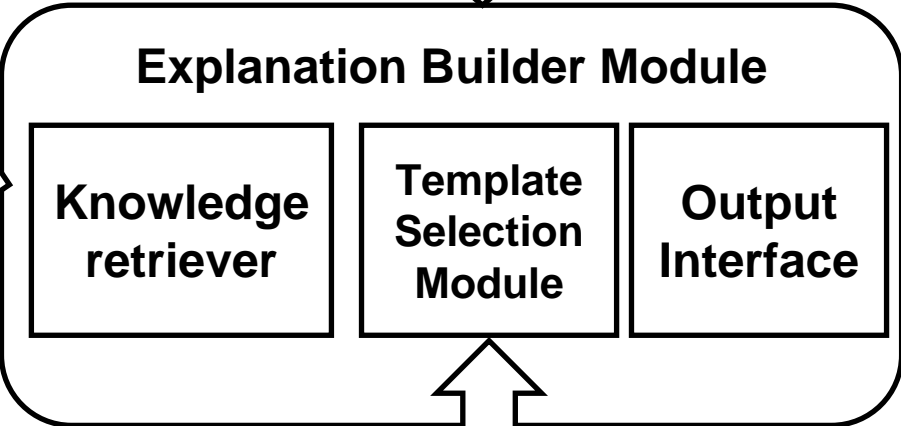 Explanation Builder Module
Knowledge
retriever
Template
Selection
Module
Output
Interface